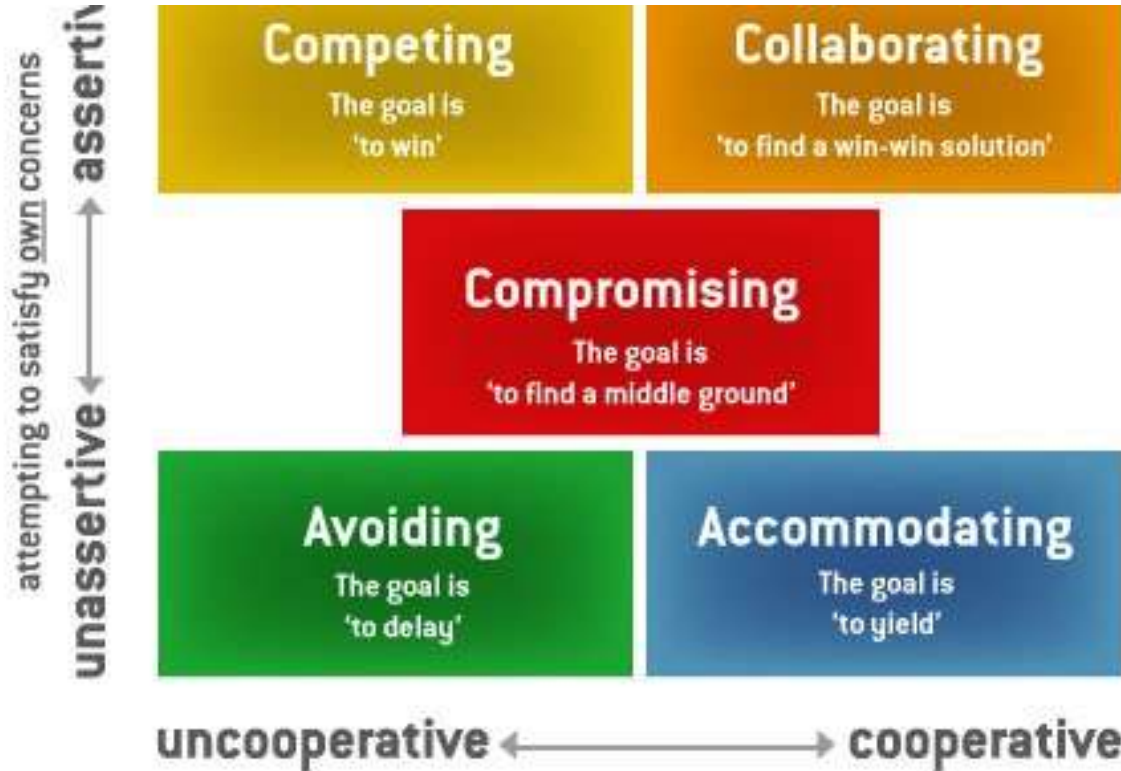 attempting to satisfy own concerns
unassertive
assertiv
Competing
The goal is
'to win'
Collaborating
The goal is
'to find a win-win solution'
Compromising
The goal is
'to find a middle ground'
Avoiding
The goal is
'to delay'
Accommodating
The goal is
'to yield'
uncooperative
cooperative